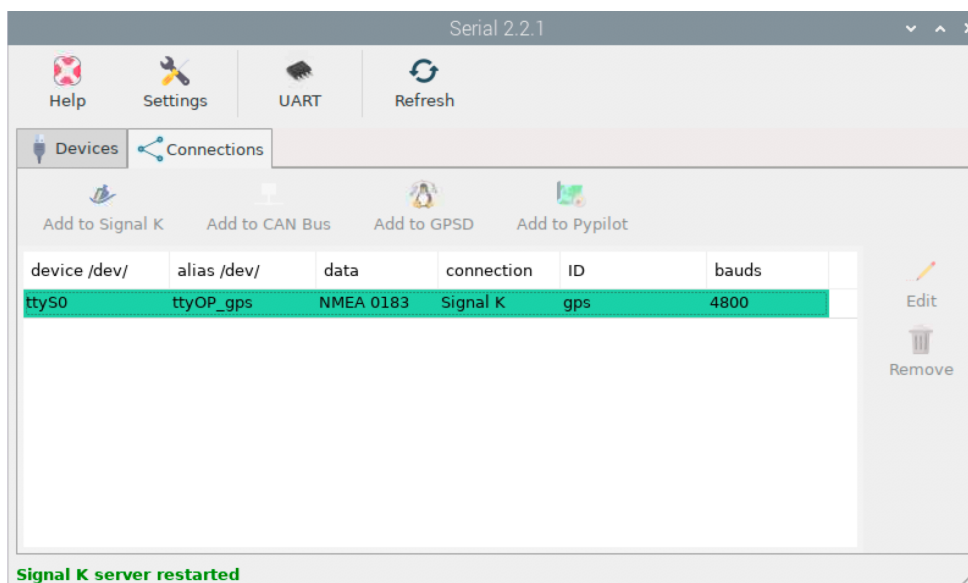 Serial 2.2.1
Help Settings UART Refresh
Devices Connections
Add to Signal K Add to CAN Bus Add to GPSD Add to Pypilot
device /dev/ alias /dev/ data connection ID bauds
ttyS0 ttyOP_gps NMEA 0183 Signal K gps 4800
Edit
Remove
Signal K server restarted